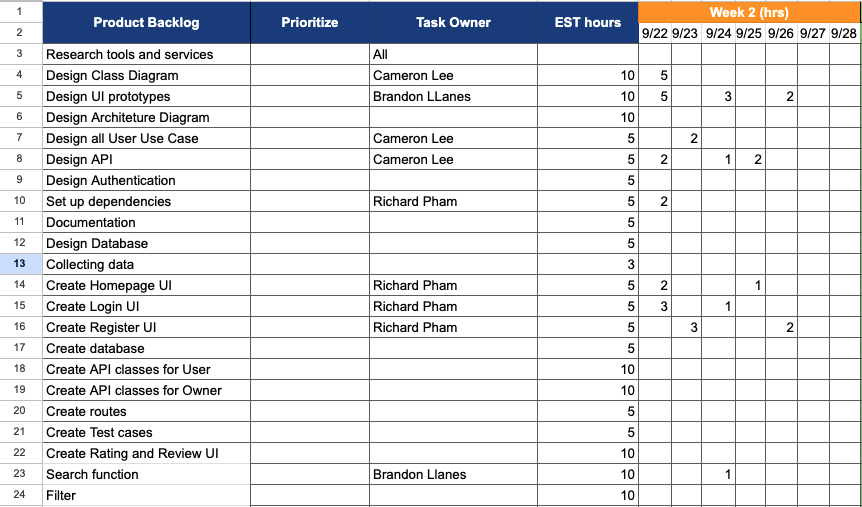 1 Product Backlog Prioritize Task Owner EST hours Week 2 (hrs)
2 9/22 9/23 9/24 9/25 9/26 9/27 9/28
3 Research tools and services All
4 Design Class Diagram Cameron Lee 10 5
5 Design UI prototypes Brandon LLanes 10 5 3 2
6 Design Architeture Diagram 10
7 Design all User Use Case Cameron Lee 5 2
8 Design API Cameron Lee 5 2 1 2
9 Design Authentication 5
10 Set up dependencies Richard Pham 5 2
11 Documentation 5
12 Design Database 5
13 Collecting data 3
14 Create Homepage UI Richard Pham 5 2 1
15 Create Login UI Richard Pham 5 3 1
16 Create Register UI Richard Pham 5 3 2
17 Create database 5
18 Create API classes for User 10
19 Create API classes for Owner 10
20 Create routes 5
21 Create Test cases 5
22 Create Rating and Review UI 10
23 Search function Brandon Llanes 10 1
24 Filter 10